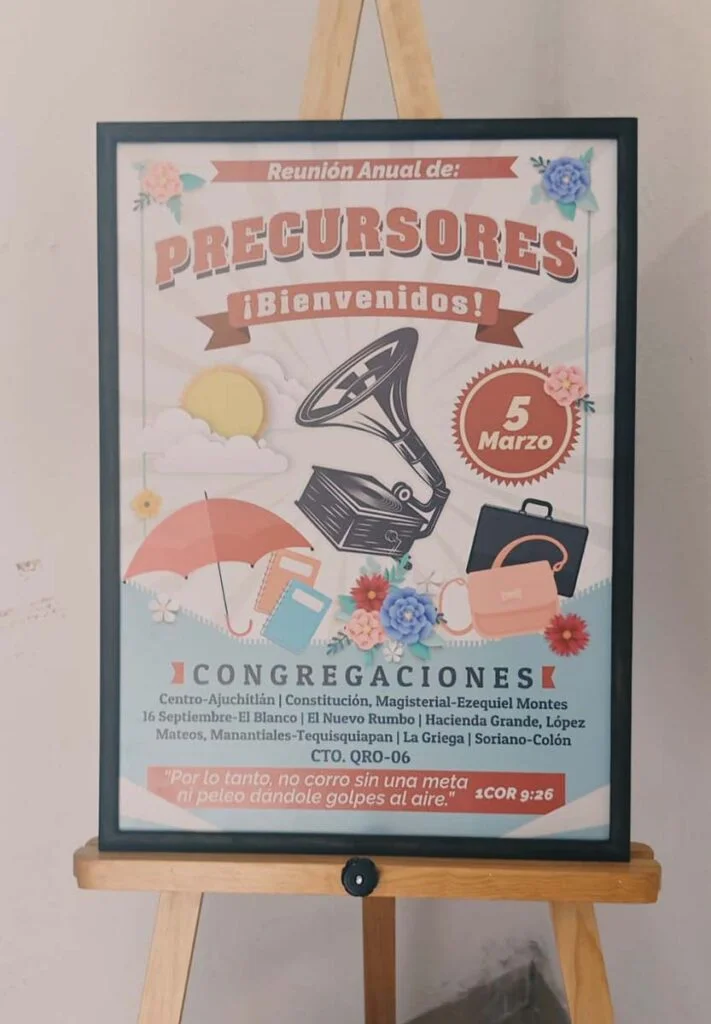 Reunión Anual de:
PRECURSORES
¡Bienvenidos!
5
Marzo
CONGREGACIONES
Centro-Ajuchitlán | Constitución, Magisterial-Ezequiel Montes
16 Septiembre-El Blanco | El Nuevo Rumbo | Hacienda Grande, López
Mateos, Manantiales-Tequisquiapan | La Griega | Soriano-Colón
CTO. QRO-06
"Por lo tanto, no corro sin una meta
ni peleo dándole golpes al aire."
1COR 9:26